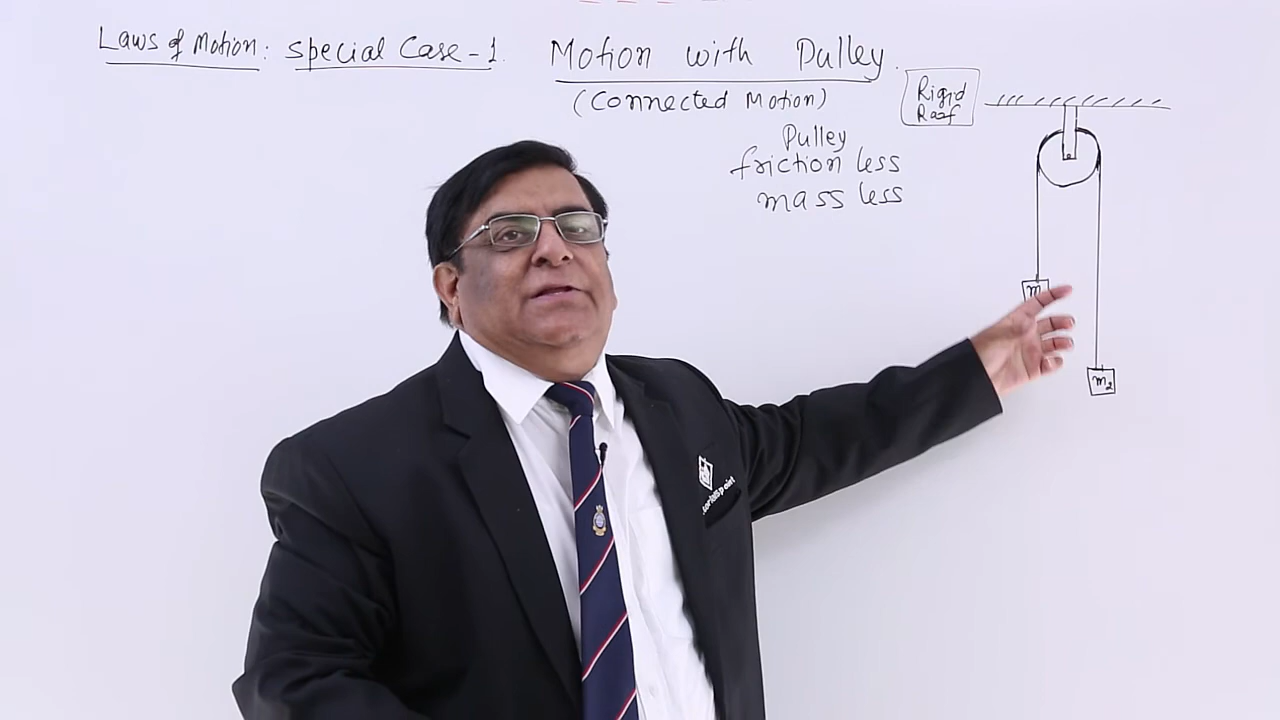 Laws of Motion: Special Case-1. Motion with Pulley.
(Connected Motion)
Rigid
Roof
Pulley
friction less
mass less
m
m2